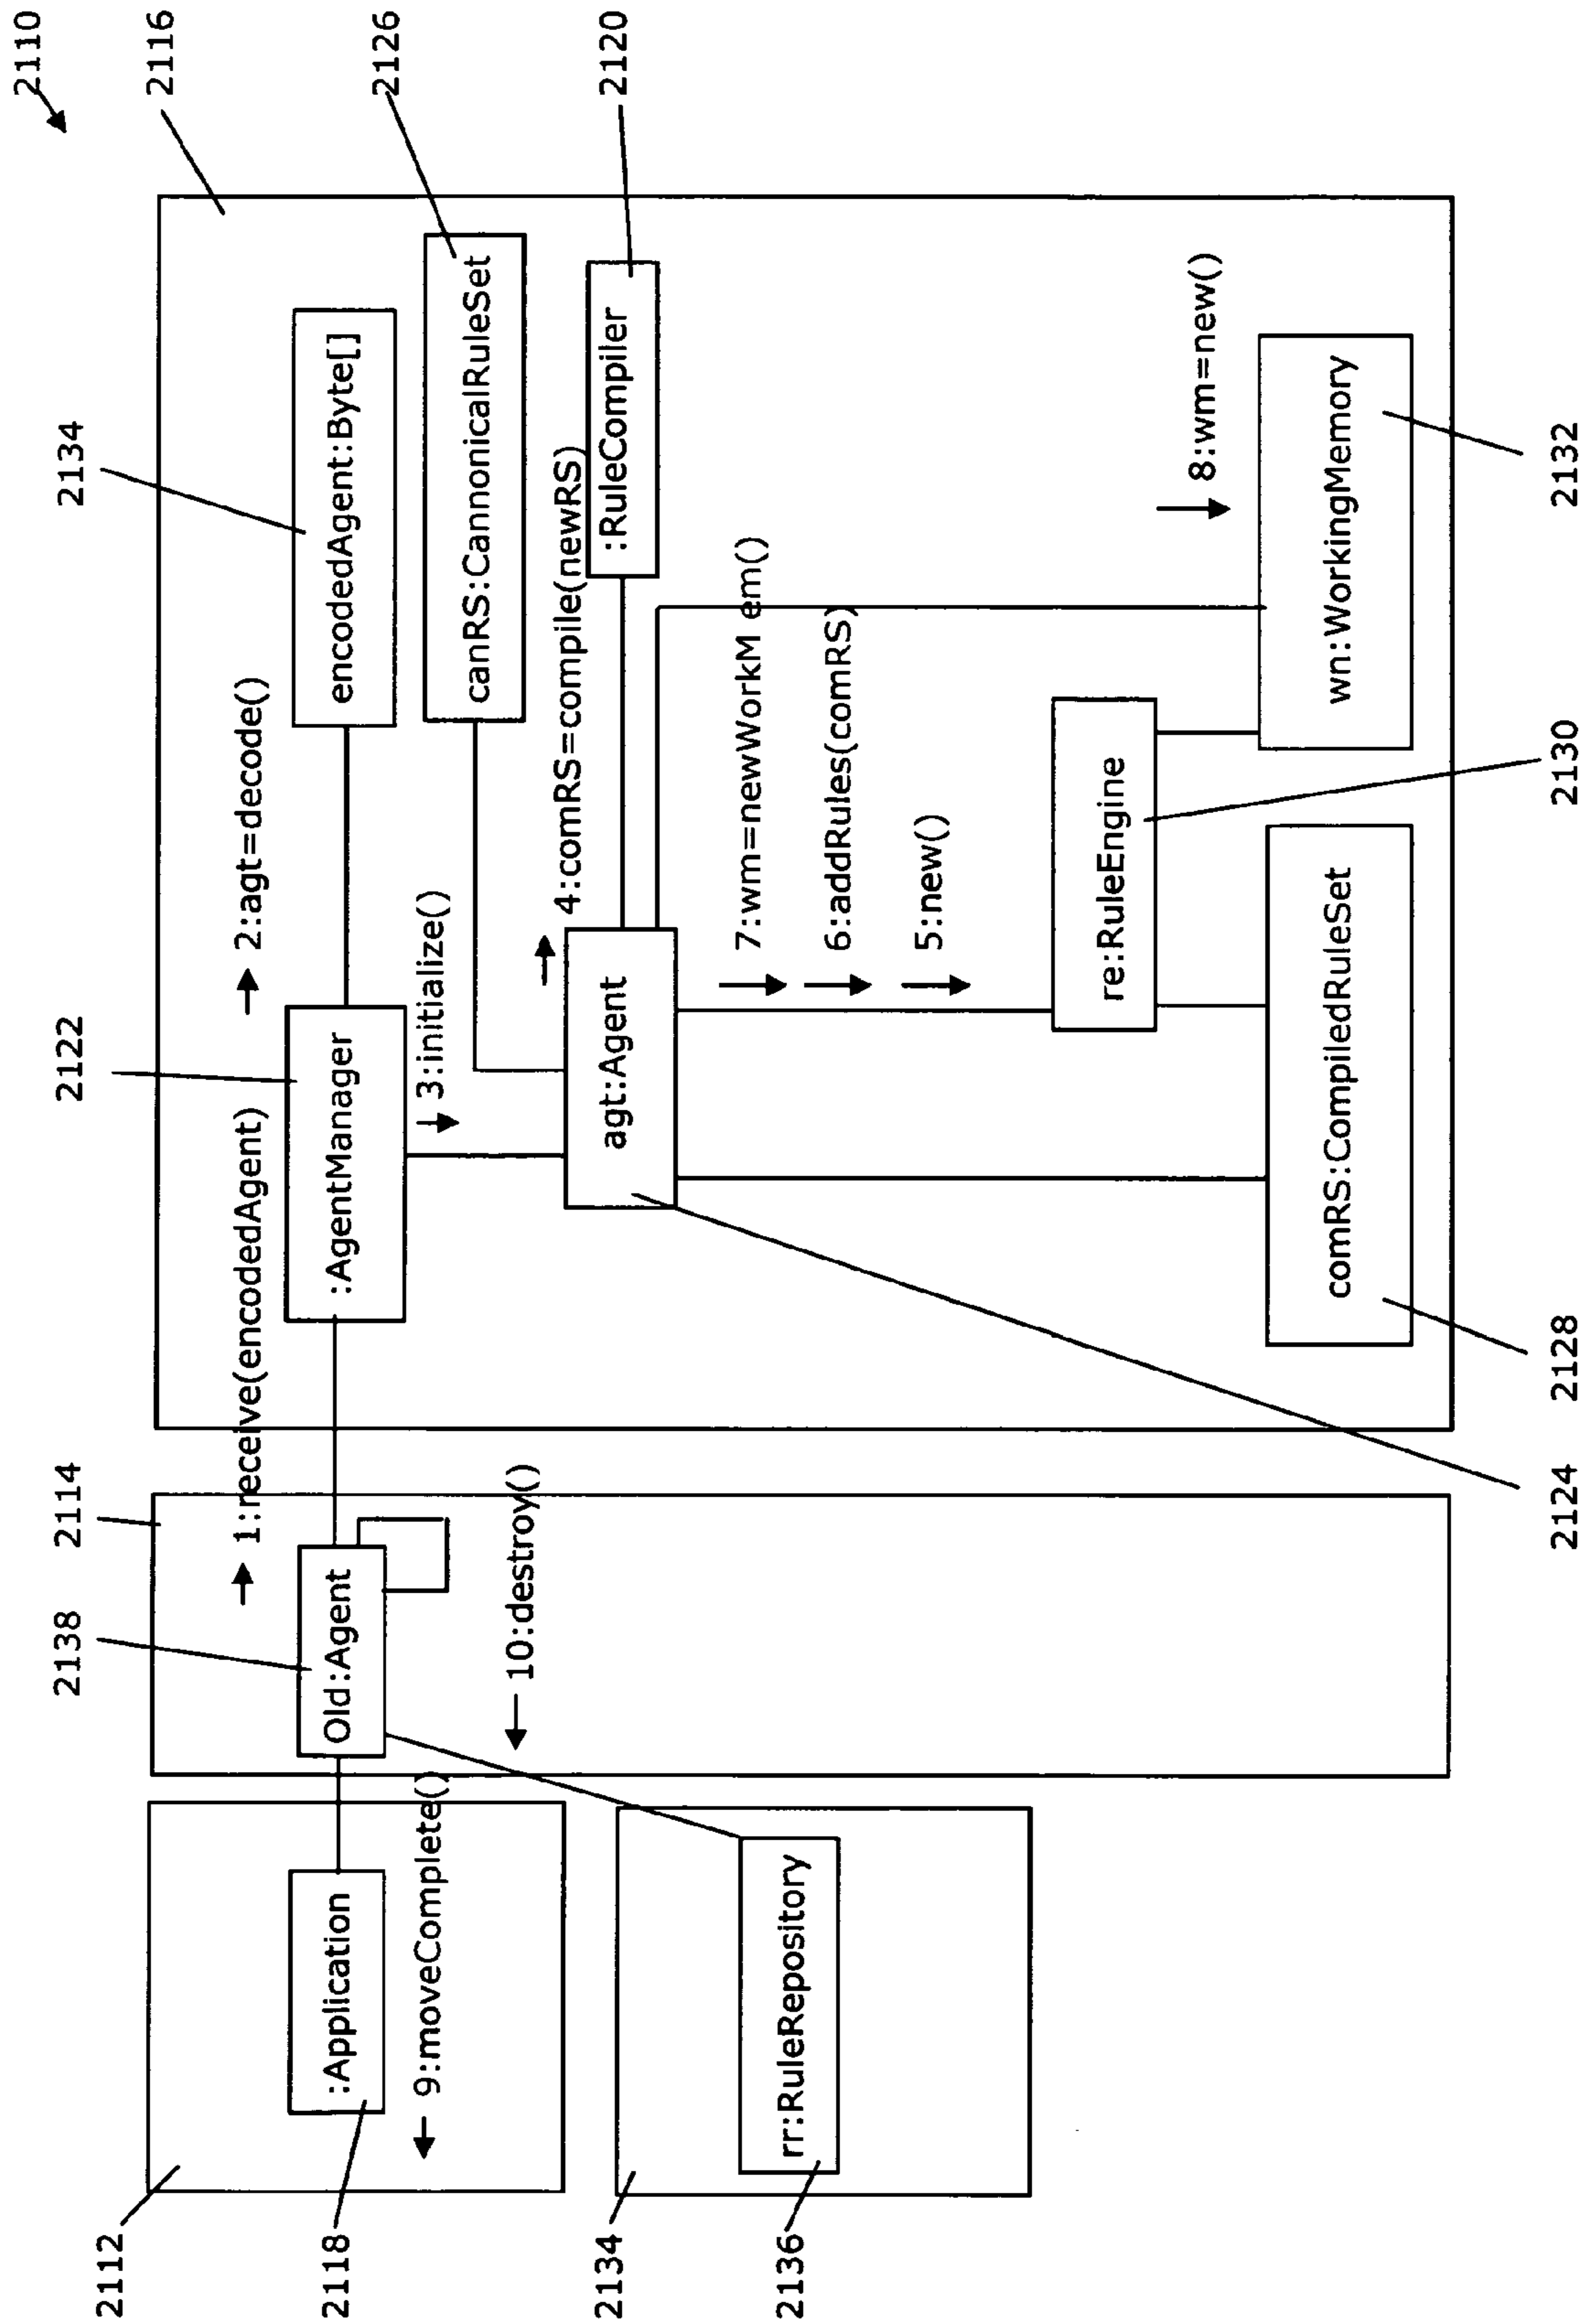 2110
2116
2126
2120
2134
2122
2114
2138
2112
2118
2134
2136
:Application
9:moveComplete()
rr:RuleRepository
Old:Agent
10:destroy()
1:receive(encodedAgent)
:AgentManager
2:agt=decode()
encodedAgent:Byte[]
3:initialize()
canRS:CannonicalRuleSet
4:comRS=compile(newRS)
:RuleCompiler
agt:Agent
7:wm=newWorkM em()
6:addRules(comRS)
5:new()
8:wm=new()
re:RuleEngine
wn:WorkingMemory
comRS:CompiledRuleSet
2124
2128
2130
2132